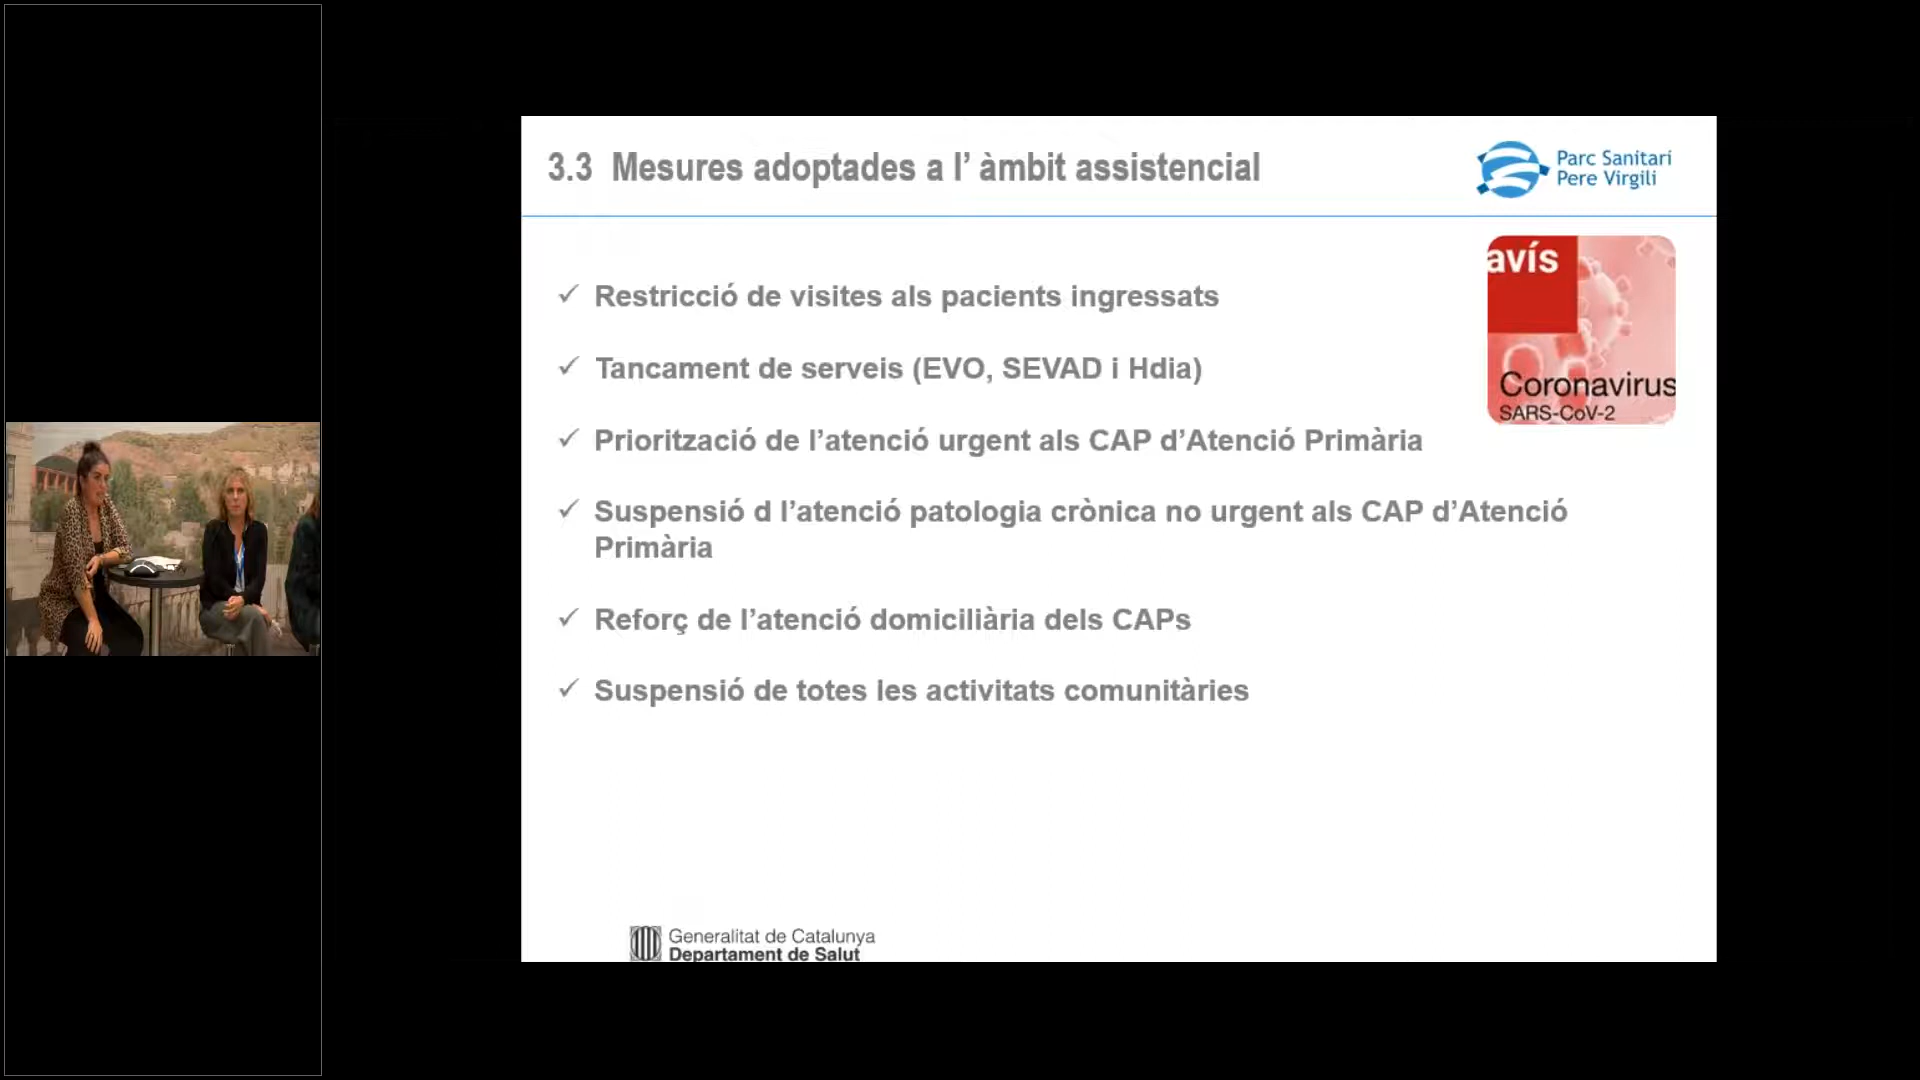 3.3 Mesures adoptades a l’ àmbit assistencial
Parc Sanitari
Pere Virgili
avís
Coronavirus
SARS-CoV-2
✓ Restricció de visites als pacients ingressats
✓ Tancament de serveis (EVO, SEVAD i Hdia)
✓ Priorització de l’atenció urgent als CAP d’Atenció Primària
✓ Suspensió d l’atenció patologia crònica no urgent als CAP d’Atenció
Primària
✓ Reforç de l’atenció domiciliària dels CAPs
✓ Suspensió de totes les activitats comunitàries
Generalitat de Catalunya
Departament de Salut